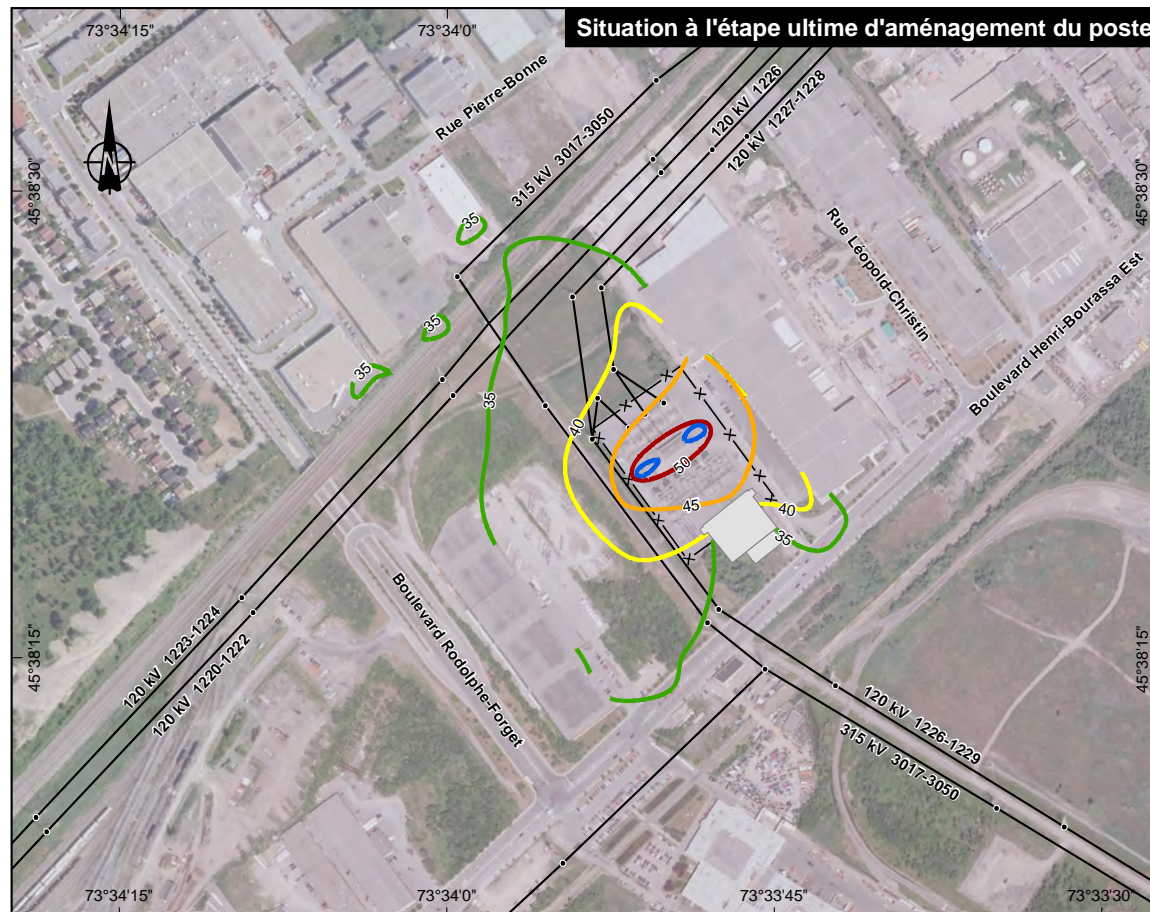 Situation à l'étape ultime d'aménagement du poste
73°34'15"
73°34'0"
Rue Pierre-Bonne
315 kV 3017-3050
120 kV 1226
120 kV 1227-1228
N
45°38'30"
45°38'30"
Rue Léopold-Christin
Boulevard Henri-Bourassa Est
35
35
35
35
40
50
45
40
35
Boulevard Rodolphe-Forget
120 kV 1223-1224
120 kV 1220-1222
45°38'15"
45°38'15"
120 kV 1226-1229
315 kV 3017-3050
73°34'15"
73°34'0"
73°33'45"
73°33'30"